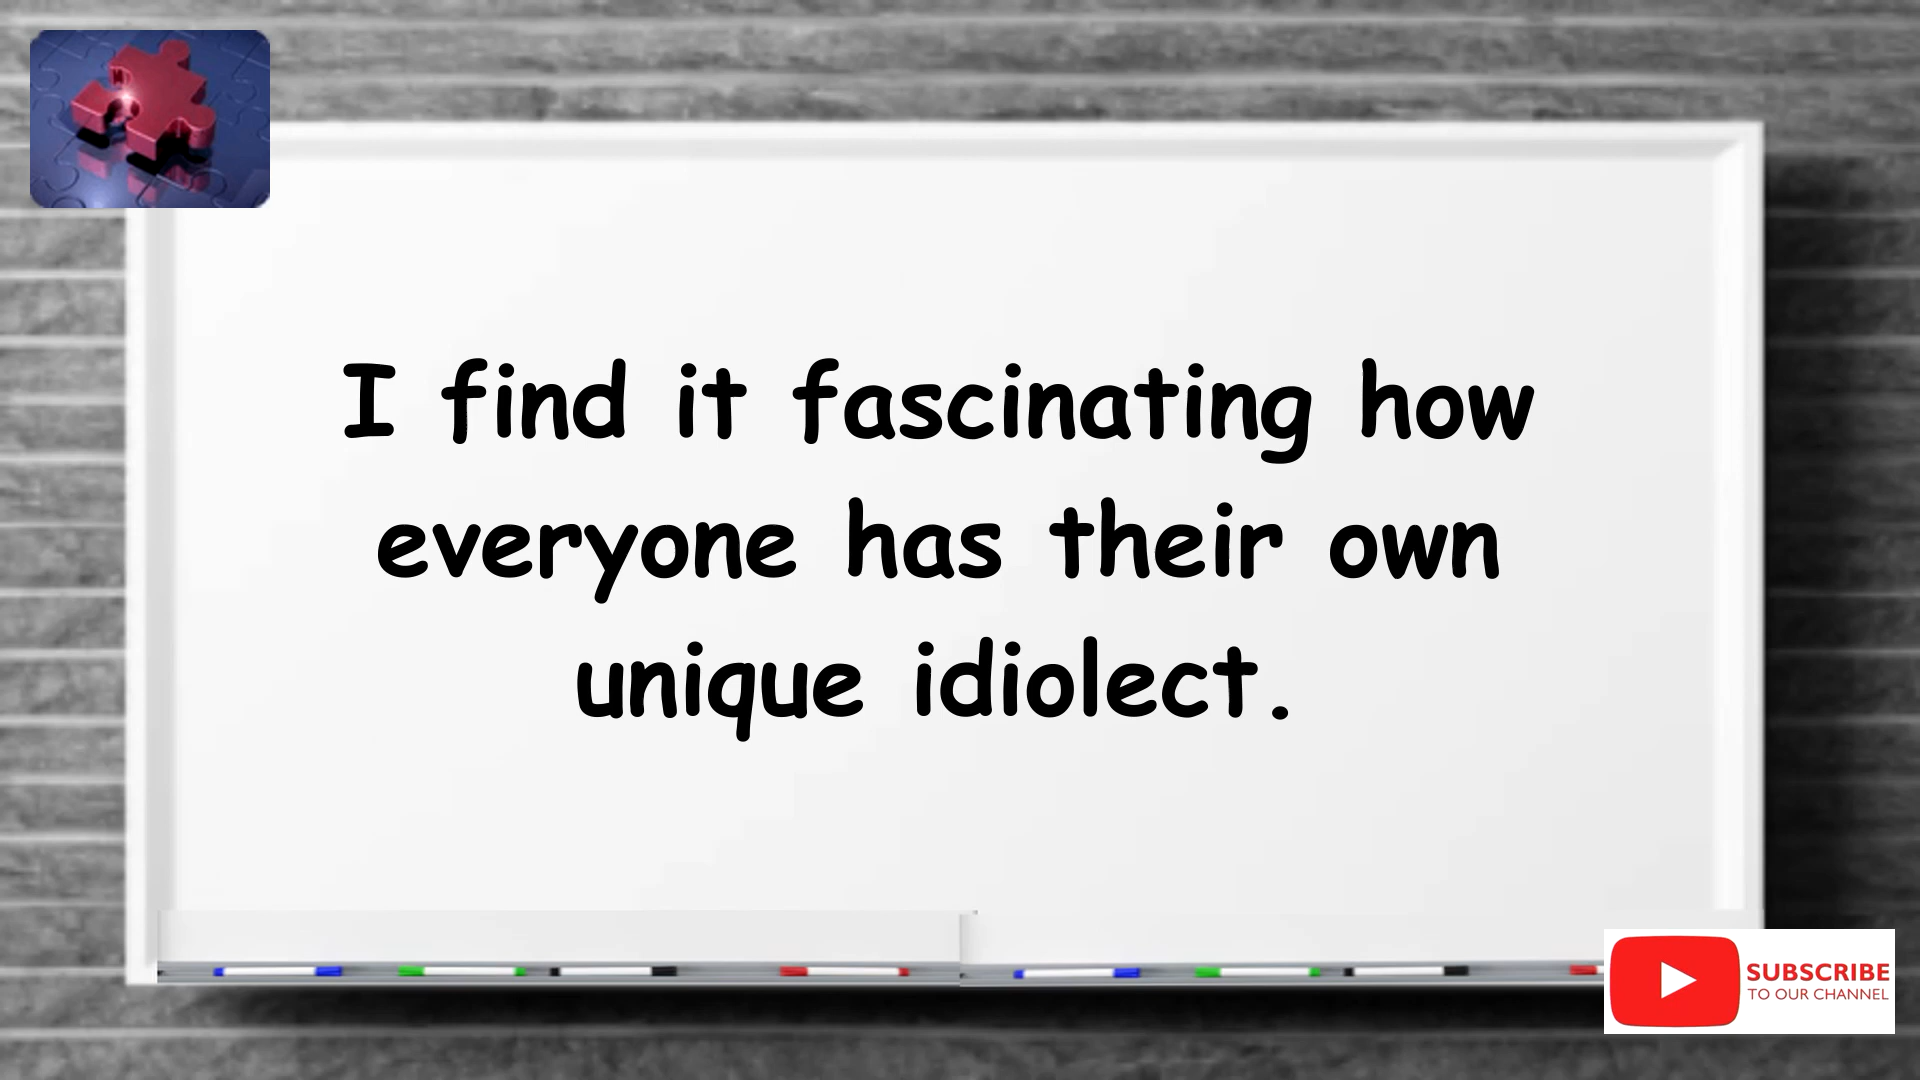 I find it fascinating how
everyone has their own
unique idiolect.
SUBSCRIBE
TO OUR CHANNEL